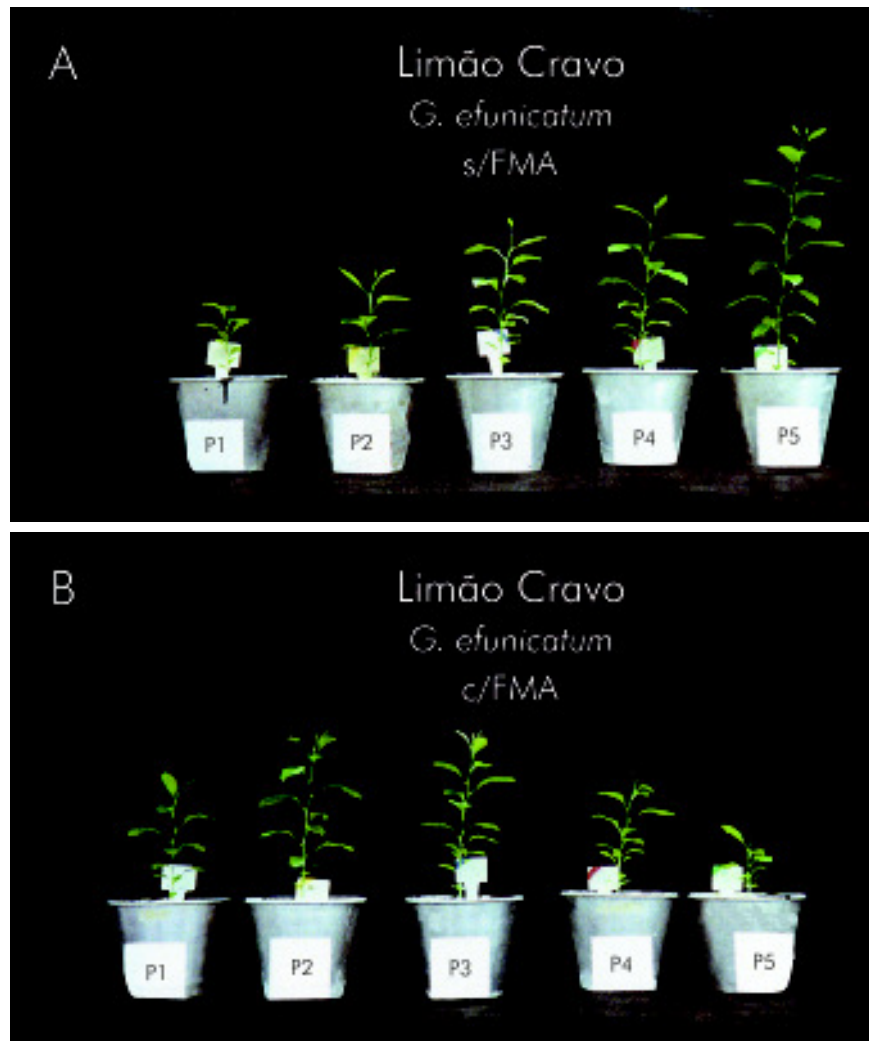 A
Limão Cravo
G. efunicatum
s/FMA
P1
P2
P3
P4
P5
B
Limão Cravo
G. efunicatum
c/FMA
P1
P2
P3
P4
P5